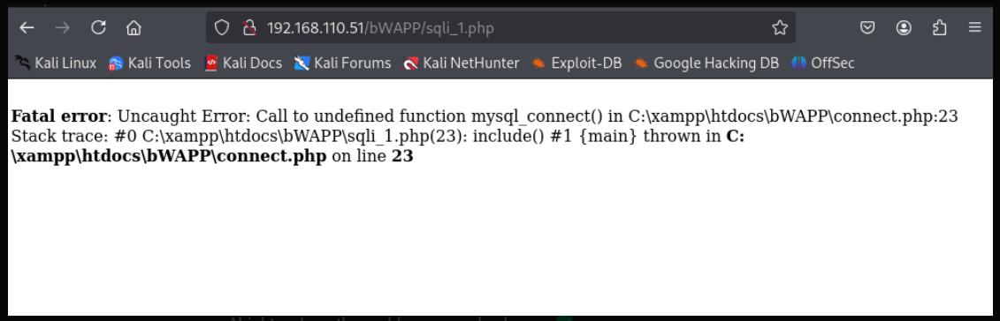 192.168.110.51/bWAPP/sqli_1.php
Kali Linux Kali Tools Kali Docs Kali Forums Kali NetHunter Exploit-DB Google Hacking DB OffSec
Fatal error: Uncaught Error: Call to undefined function mysql_connect() in C:\xampp\htdocs\bWAPP\connect.php:23
Stack trace: #0 C:\xampp\htdocs\bWAPP\sqli_1.php(23): include() #1 {main} thrown in C:
\xampp\htdocs\bWAPP\connect.php on line 23